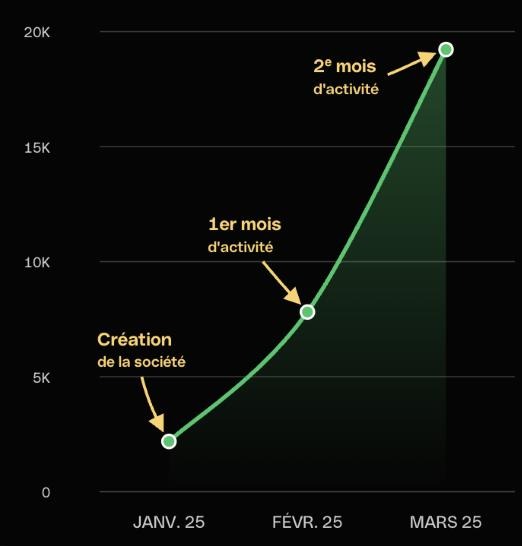 20K
2ᵉ mois
d'activité
15K
1er mois
d'activité
10K
Création
de la société
5K
0
JANV. 25 FÉVR. 25 MARS 25